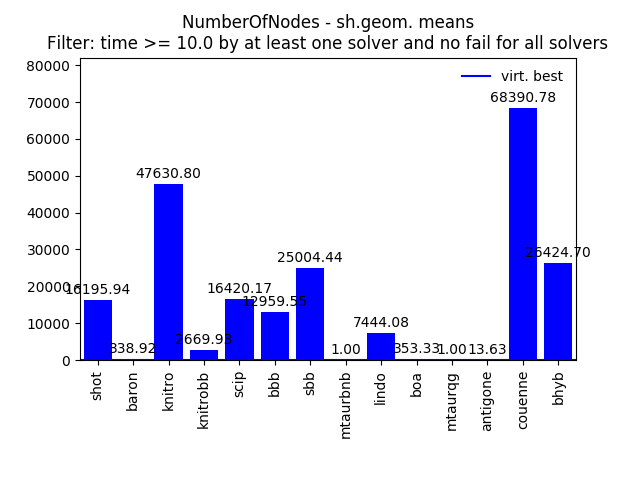 NumberOfNodes - sh.geom. means
Filter: time >= 10.0 by at least one solver and no fail for all solvers
80000
70000
60000
50000
40000
30000
20000
10000
0
virt. best
16195.94
338.92
47630.80
2669.93
16420.17
12959.55
25004.44
1.00
7444.08
353.33
1.00
13.63
68390.78
26424.70
shot
baron
knitro
knitrobb
scip
bbb
sbb
mtaurbnb
lindo
boa
mtaurqg
antigone
couenne
bhyb